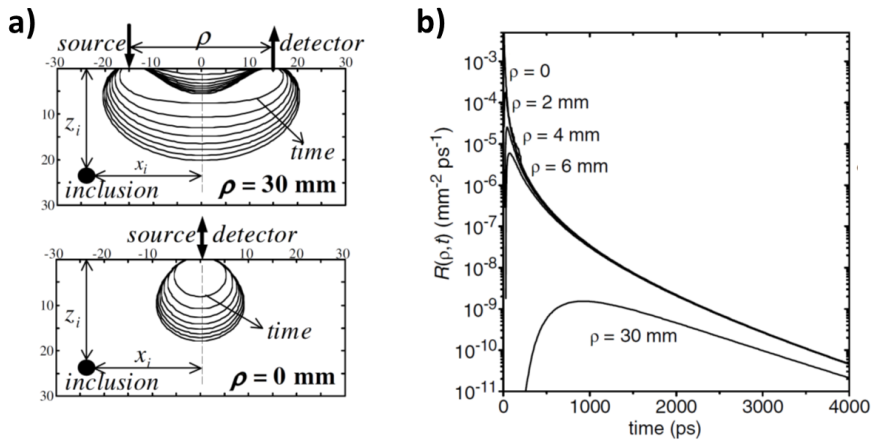 a)
source ρ detector
-30 -20 -10 0 10 20 30
10
20
30
z_i
x_i
time
inclusion
ρ = 30 mm
source detector
-30 -20 -10 0 10 20 30
10
20
30
z_i
x_i
time
inclusion
ρ = 0 mm
b)
R(ρ,t) (mm⁻² ps⁻¹)
10⁻³
10⁻⁴
10⁻⁵
10⁻⁶
10⁻⁷
10⁻⁸
10⁻⁹
10⁻¹⁰
10⁻¹¹
ρ = 0
ρ = 2 mm
ρ = 4 mm
ρ = 6 mm
ρ = 30 mm
0 1000 2000 3000 4000
time (ps)